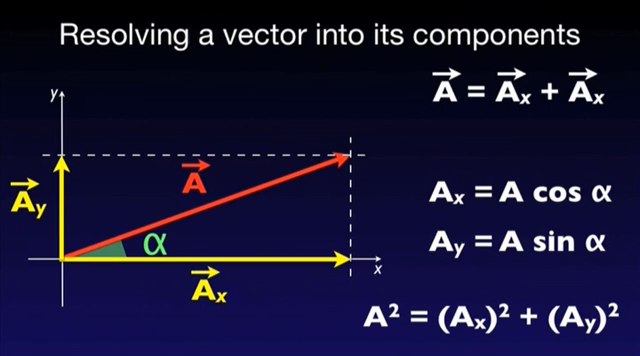 Resolving a vector into its components
A⃗ = A⃗ₓ + A⃗ₓ
y
A⃗
A⃗y
α
x
A⃗ₓ
Aₓ = A cos α
Ay = A sin α
A² = (Aₓ)² + (Ay)²